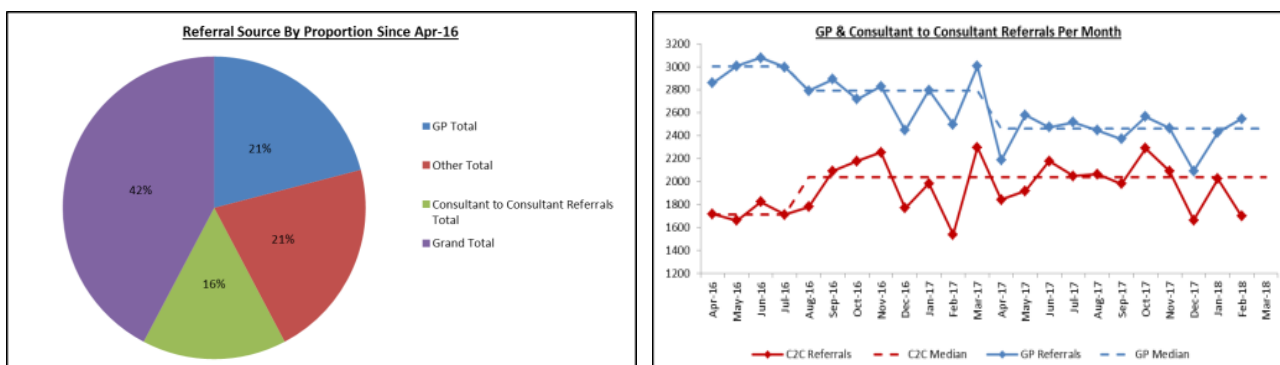 Referral Source By Proportion Since Apr-16
21%
21%
16%
42%
GP Total
Other Total
Consultant to Consultant Referrals
Total
Grand Total
GP & Consultant to Consultant Referrals Per Month
3200
3000
2800
2600
2400
2200
2000
1800
1600
1400
1200
Apr-16
May-16
Jun-16
Jul-16
Aug-16
Sep-16
Oct-16
Nov-16
Dec-16
Jan-17
Feb-17
Mar-17
Apr-17
May-17
Jun-17
Jul-17
Aug-17
Sep-17
Oct-17
Nov-17
Dec-17
Jan-18
Feb-18
Mar-18
C2C Referrals
C2C Median
GP Referrals
GP Median